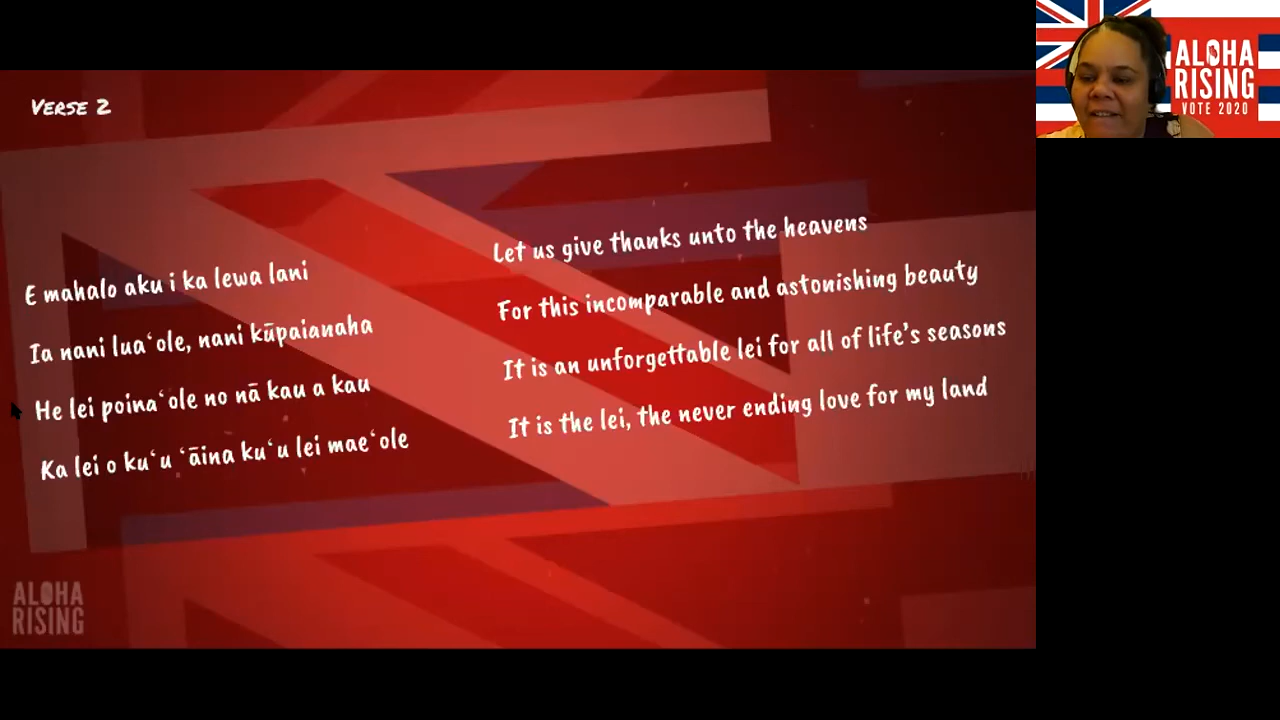 VERSE 2
E mahalo aku i ka lewa lani
Ia nani luaʻole, nani kūpaianaha
He lei poinaʻole no nā kau a kau
Ka lei o kuʻu ʻāina kuʻu lei maeʻole
Let us give thanks unto the heavens
For this incomparable and astonishing beauty
It is an unforgettable lei for all of life's seasons
It is the lei, the never ending love for my land
ALOHA
RISING
ALOHA
RISING
VOTE 2020